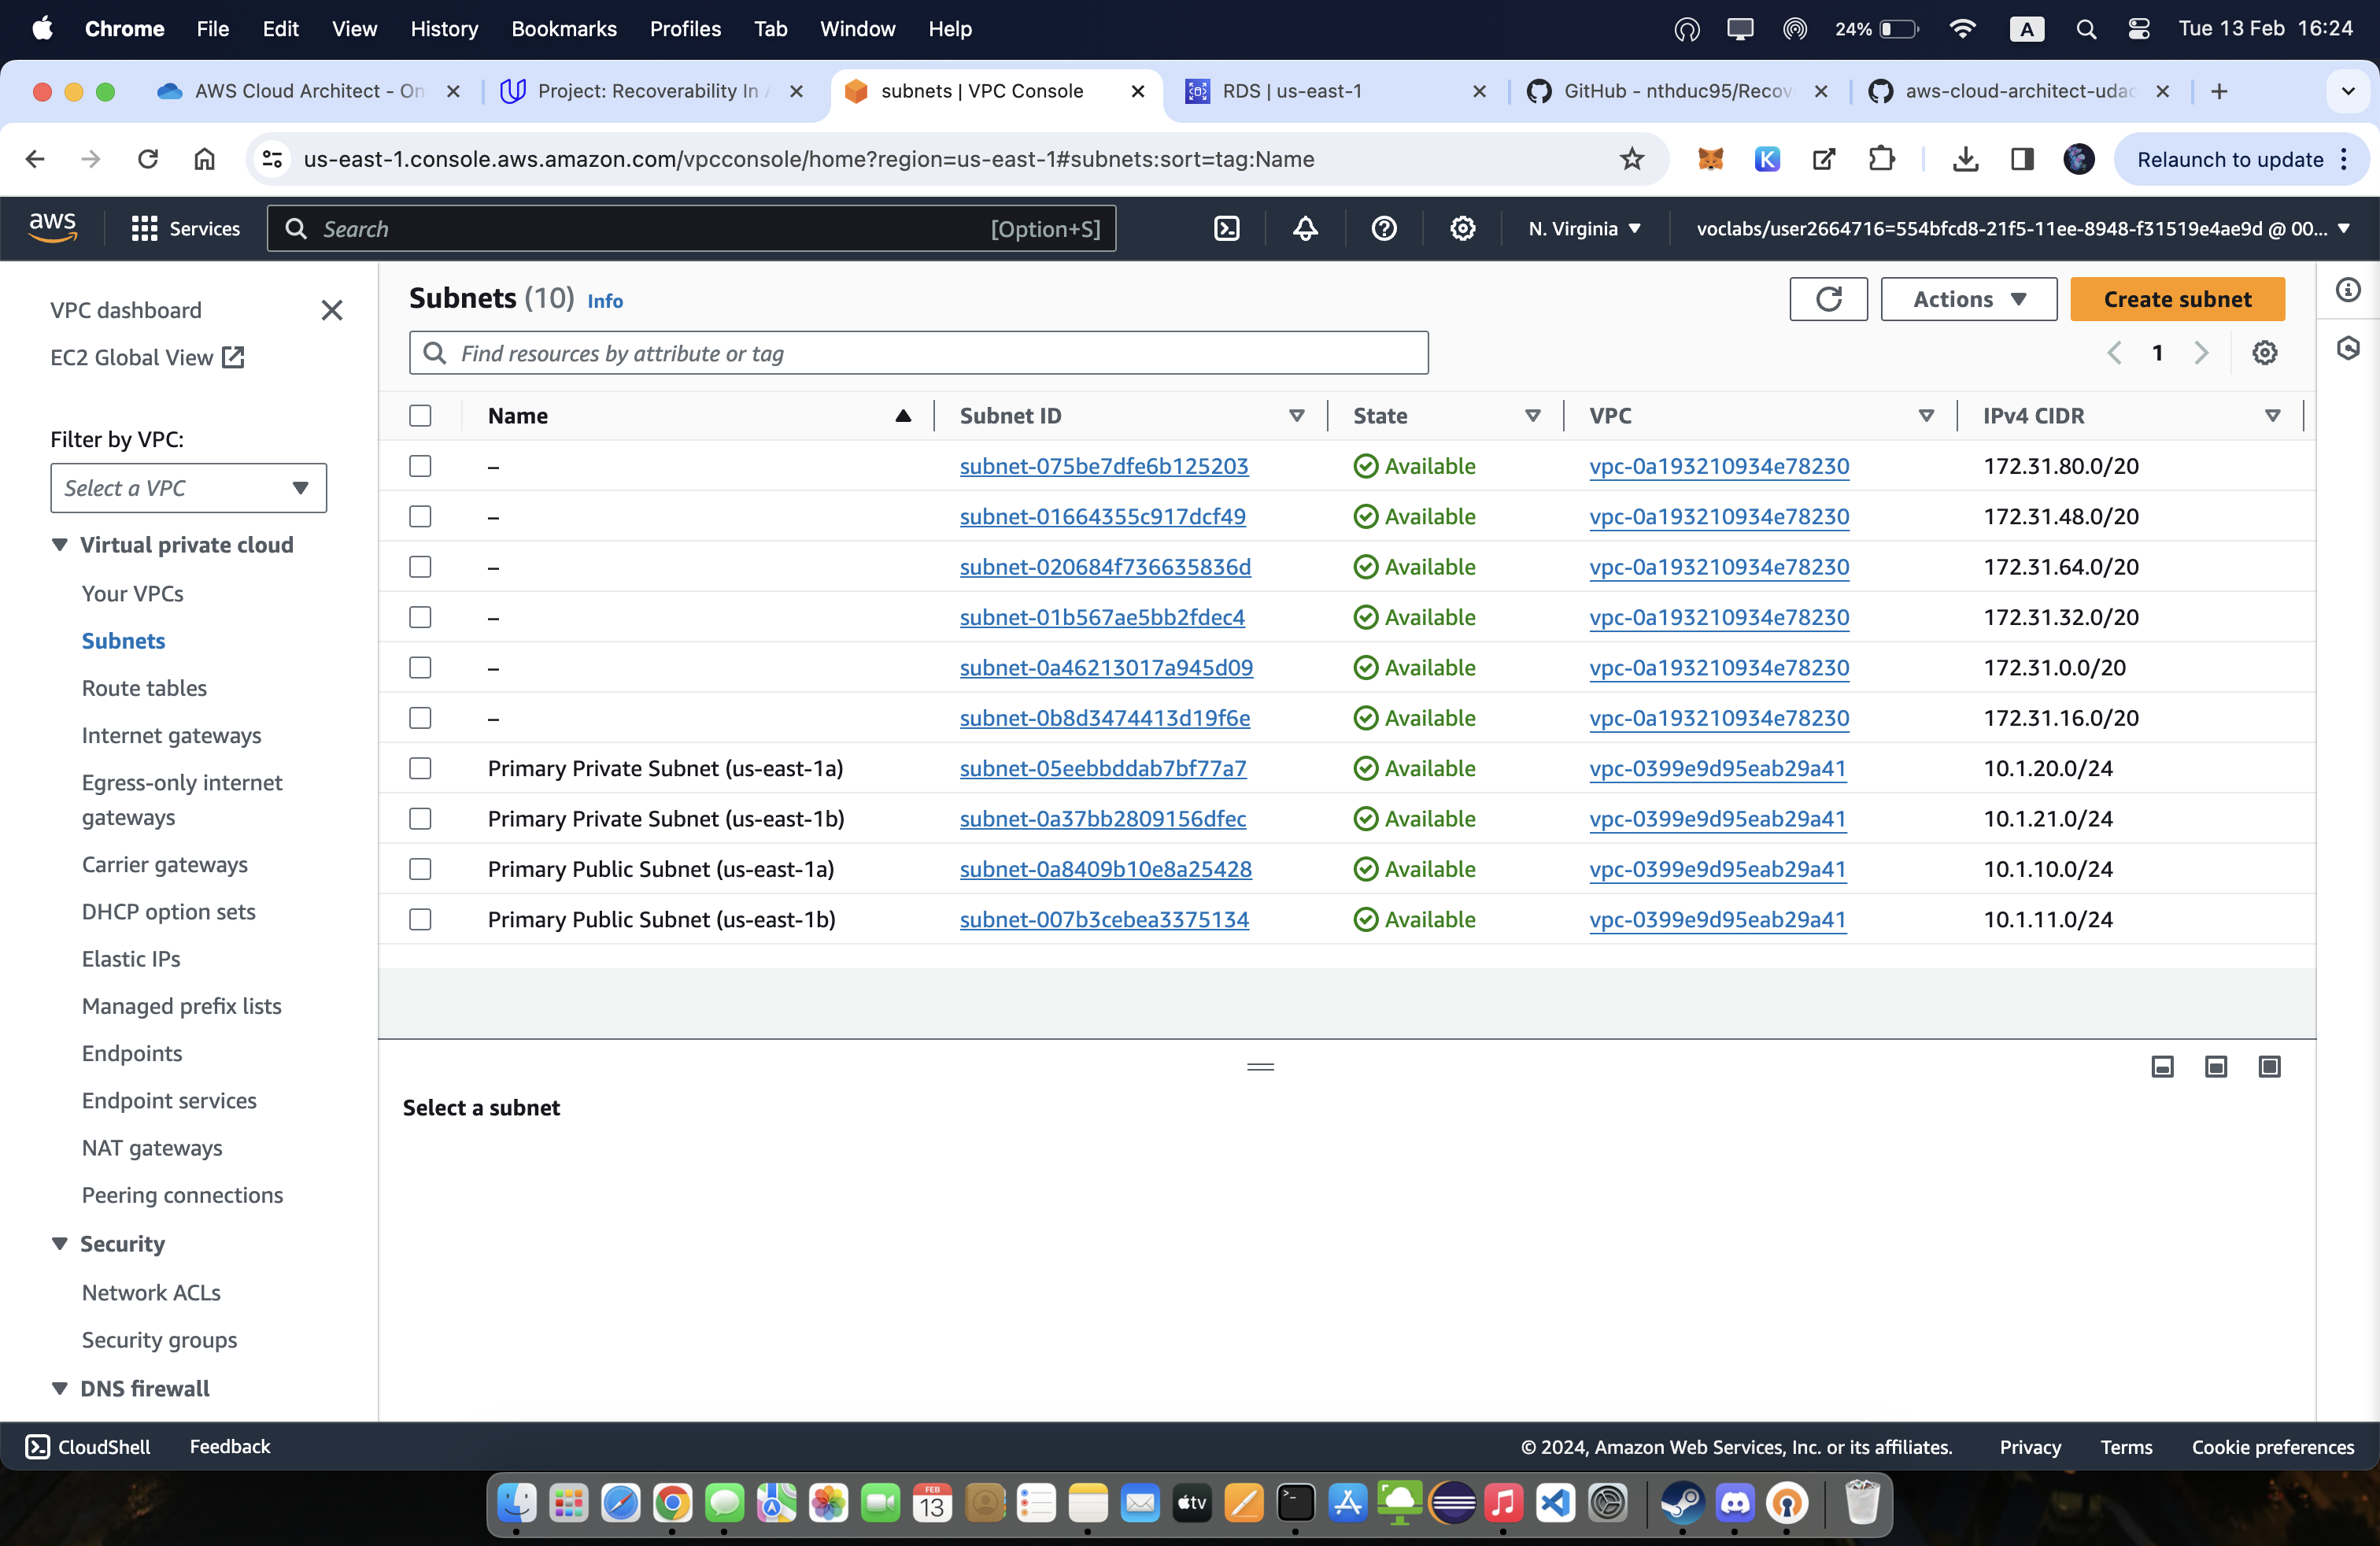 Chrome File Edit View History Bookmarks Profiles Tab Window Help 24% A Tue 13 Feb 16:24
AWS Cloud Architect - On Project: Recoverability In A subnets | VPC Console RDS | us-east-1 GitHub - nthduc95/Recov aws-cloud-architect-udac
us-east-1.console.aws.amazon.com/vpcconsole/home?region=us-east-1#subnets:sort=tag:Name K Relaunch to update
aws Services Search [Option+S] N. Virginia voclabs/user2664716=554bfcd8-21f5-11ee-8948-f31519e4ae9d @ 00...
VPC dashboard
EC2 Global View
Filter by VPC:
Select a VPC
Virtual private cloud
Your VPCs
Subnets
Route tables
Internet gateways
Egress-only internet
gateways
Carrier gateways
DHCP option sets
Elastic IPs
Managed prefix lists
Endpoints
Endpoint services
NAT gateways
Peering connections
Security
Network ACLs
Security groups
DNS firewall
Subnets (10) Info Actions Create subnet
Find resources by attribute or tag 1
Name Subnet ID State VPC IPv4 CIDR
– subnet-075be7dfe6b125203 Available vpc-0a193210934e78230 172.31.80.0/20
– subnet-01664355c917dcf49 Available vpc-0a193210934e78230 172.31.48.0/20
– subnet-020684f736635836d Available vpc-0a193210934e78230 172.31.64.0/20
– subnet-01b567ae5bb2fdec4 Available vpc-0a193210934e78230 172.31.32.0/20
– subnet-0a46213017a945d09 Available vpc-0a193210934e78230 172.31.0.0/20
– subnet-0b8d3474413d19f6e Available vpc-0a193210934e78230 172.31.16.0/20
Primary Private Subnet (us-east-1a) subnet-05eebbddab7bf77a7 Available vpc-0399e9d95eab29a41 10.1.20.0/24
Primary Private Subnet (us-east-1b) subnet-0a37bb2809156dfec Available vpc-0399e9d95eab29a41 10.1.21.0/24
Primary Public Subnet (us-east-1a) subnet-0a8409b10e8a25428 Available vpc-0399e9d95eab29a41 10.1.10.0/24
Primary Public Subnet (us-east-1b) subnet-007b3cebea3375134 Available vpc-0399e9d95eab29a41 10.1.11.0/24
Select a subnet
CloudShell Feedback © 2024, Amazon Web Services, Inc. or its affiliates. Privacy Terms Cookie preferences
FEB
13
tv